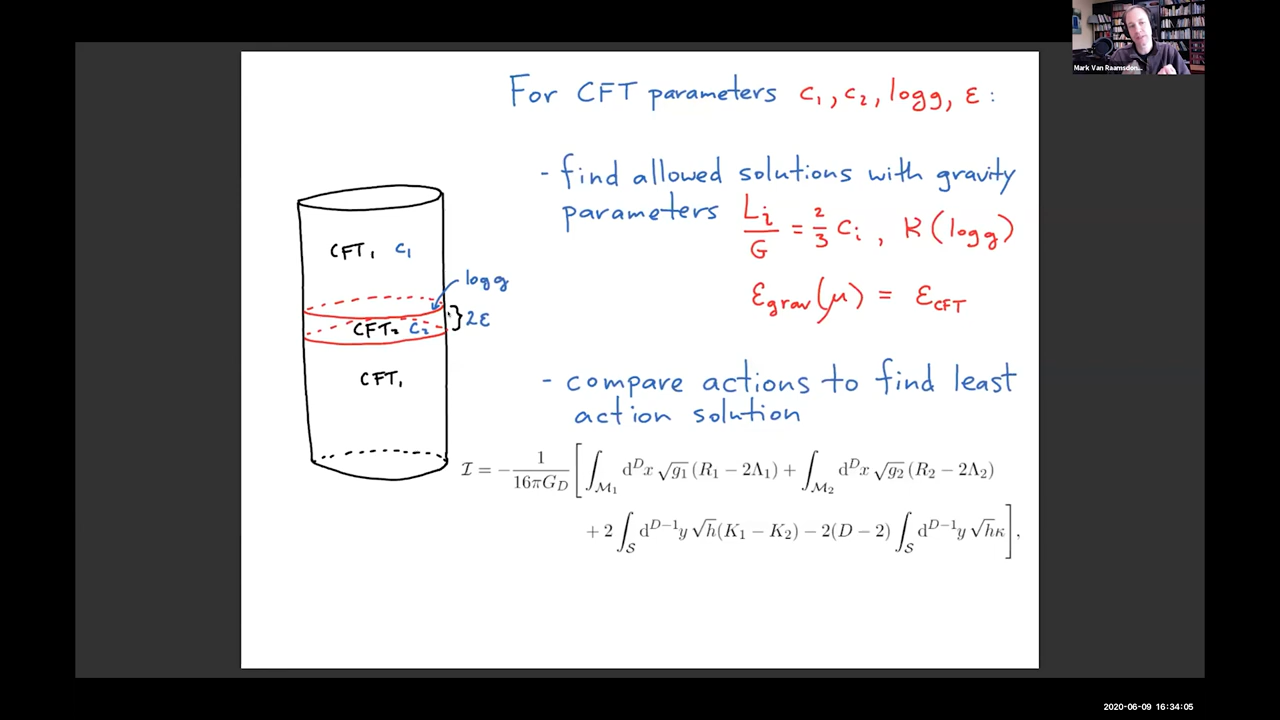 For CFT parameters c₁, c₂, log g, ε :
- find allowed solutions with gravity
parameters L_i/G = 2/3 c_i , κ(log g)
ε_grav(μ) = ε_CFT
CFT₁ c₁
log g
CFT₂ c₂ } 2ε
CFT₁
- compare actions to find least
action solution
I = - 1/(16πG_D) [ ∫_{M₁} d^D x √g₁ (R₁ − 2Λ₁) + ∫_{M₂} d^D x √g₂ (R₂ − 2Λ₂)
+ 2 ∫_S d^{D−1}y √h (K₁ − K₂) − 2(D − 2) ∫_S d^{D−1}y √h κ ] ,
Mark Van Raamsdon...
2020-06-09 16:34:05